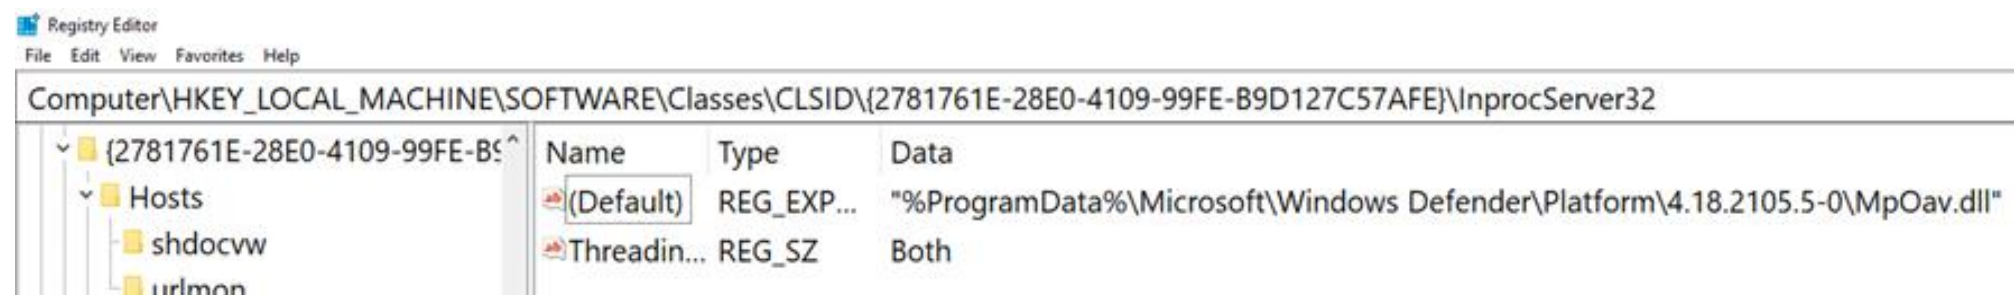 Registry Editor
File Edit View Favorites Help
Computer\HKEY_LOCAL_MACHINE\SOFTWARE\Classes\CLSID\{2781761E-28E0-4109-99FE-B9D127C57AFE}\InprocServer32
{2781761E-28E0-4109-99FE-B9
Hosts
shdocvw
urlmon
Name Type Data
(Default) REG_EXP... "%ProgramData%\Microsoft\Windows Defender\Platform\4.18.2105.5-0\MpOav.dll"
Threadin... REG_SZ Both